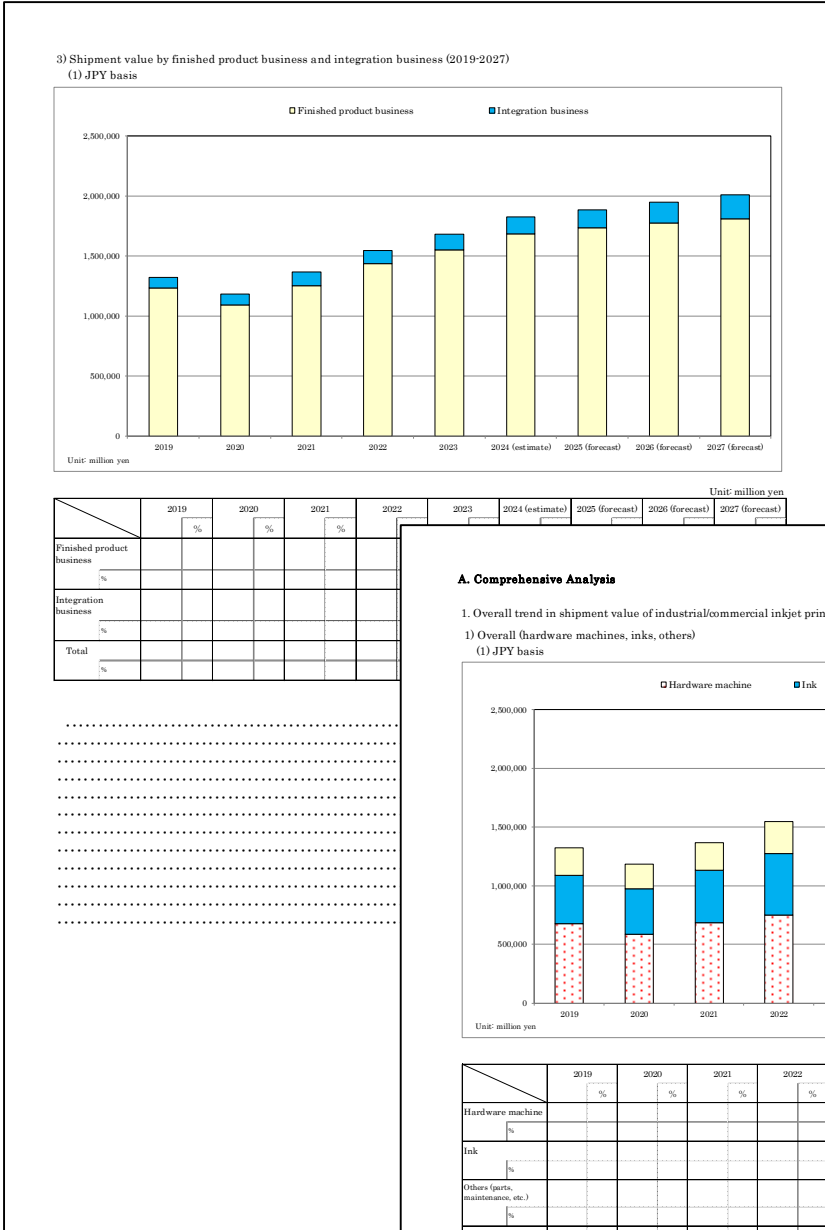 3) Shipment value by finished product business and integration business (2019-2027)
(1) JPY basis
Finished product business Integration business
2,500,000
2,000,000
1,500,000
1,000,000
500,000
0
2019 2020 2021 2022 2023 2024 (estimate) 2025 (forecast) 2026 (forecast) 2027 (forecast)
Unit: million yen
Unit: million yen
2019 2020 2021 2022 2023 2024 (estimate) 2025 (forecast) 2026 (forecast) 2027 (forecast)
% % %
Finished product
business
%
Integration
business
%
Total
%
A. Comprehensive Analysis
1. Overall trend in shipment value of industrial/commercial inkjet prin
1) Overall (hardware machines, inks, others)
(1) JPY basis
Hardware machine Ink
2,500,000
2,000,000
1,500,000
1,000,000
500,000
0
2019 2020 2021 2022
Unit: million yen
2019 2020 2021 2022
% % % %
Hardware machine
%
Ink
%
Others (parts,
maintenance, etc.)
%